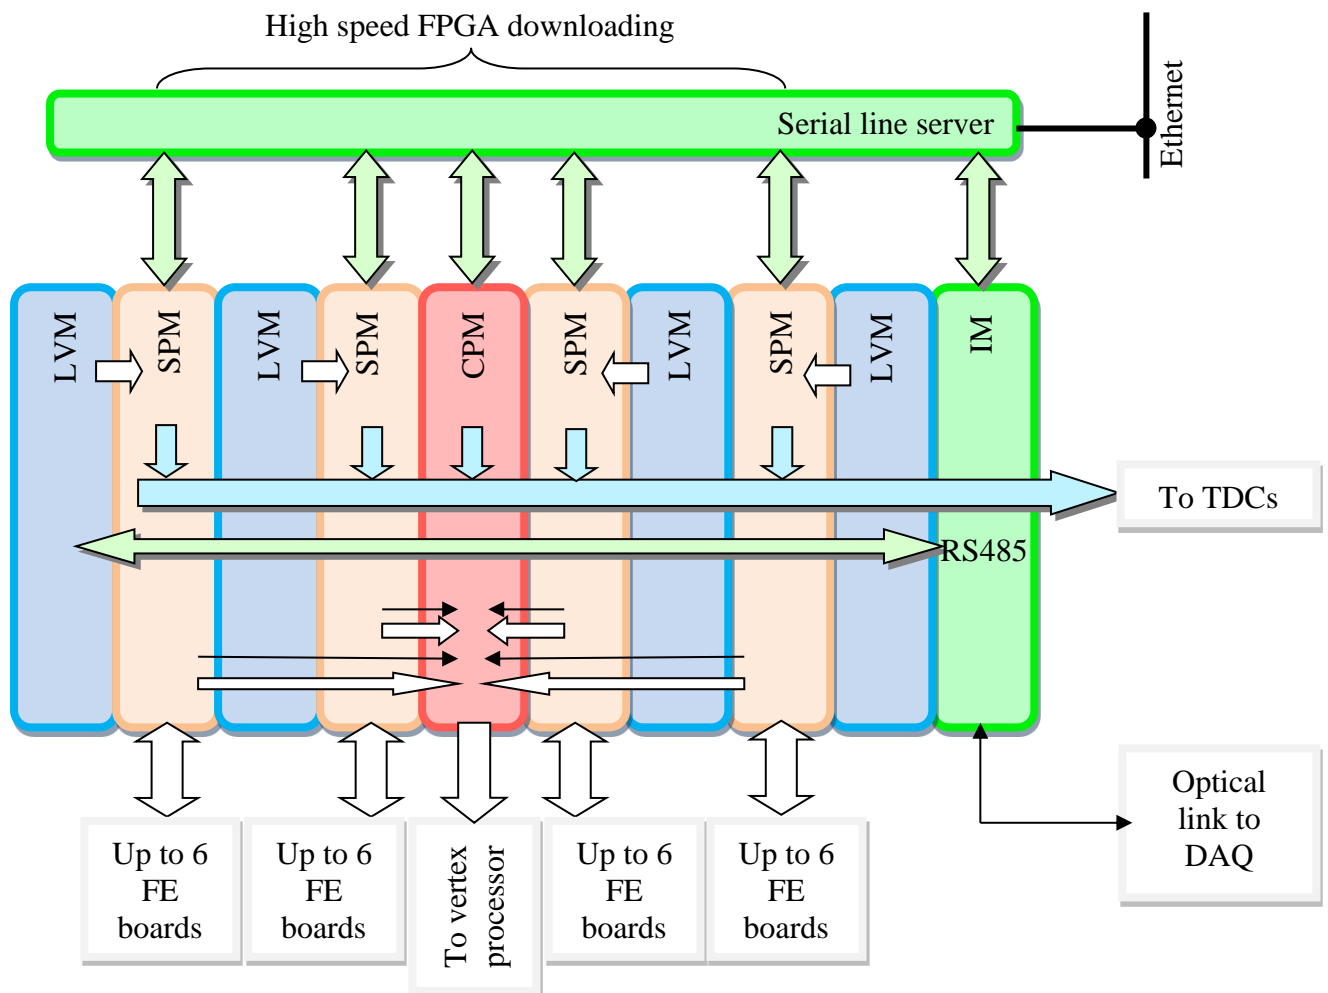 High speed FPGA downloading
Serial line server
Ethernet
LVM
SPM
LVM
SPM
CPM
SPM
LVM
SPM
LVM
IM
To TDCs
RS485
Up to 6
FE
boards
Up to 6
FE
boards
To vertex
processor
Up to 6
FE
boards
Up to 6
FE
boards
Optical
link to
DAQ